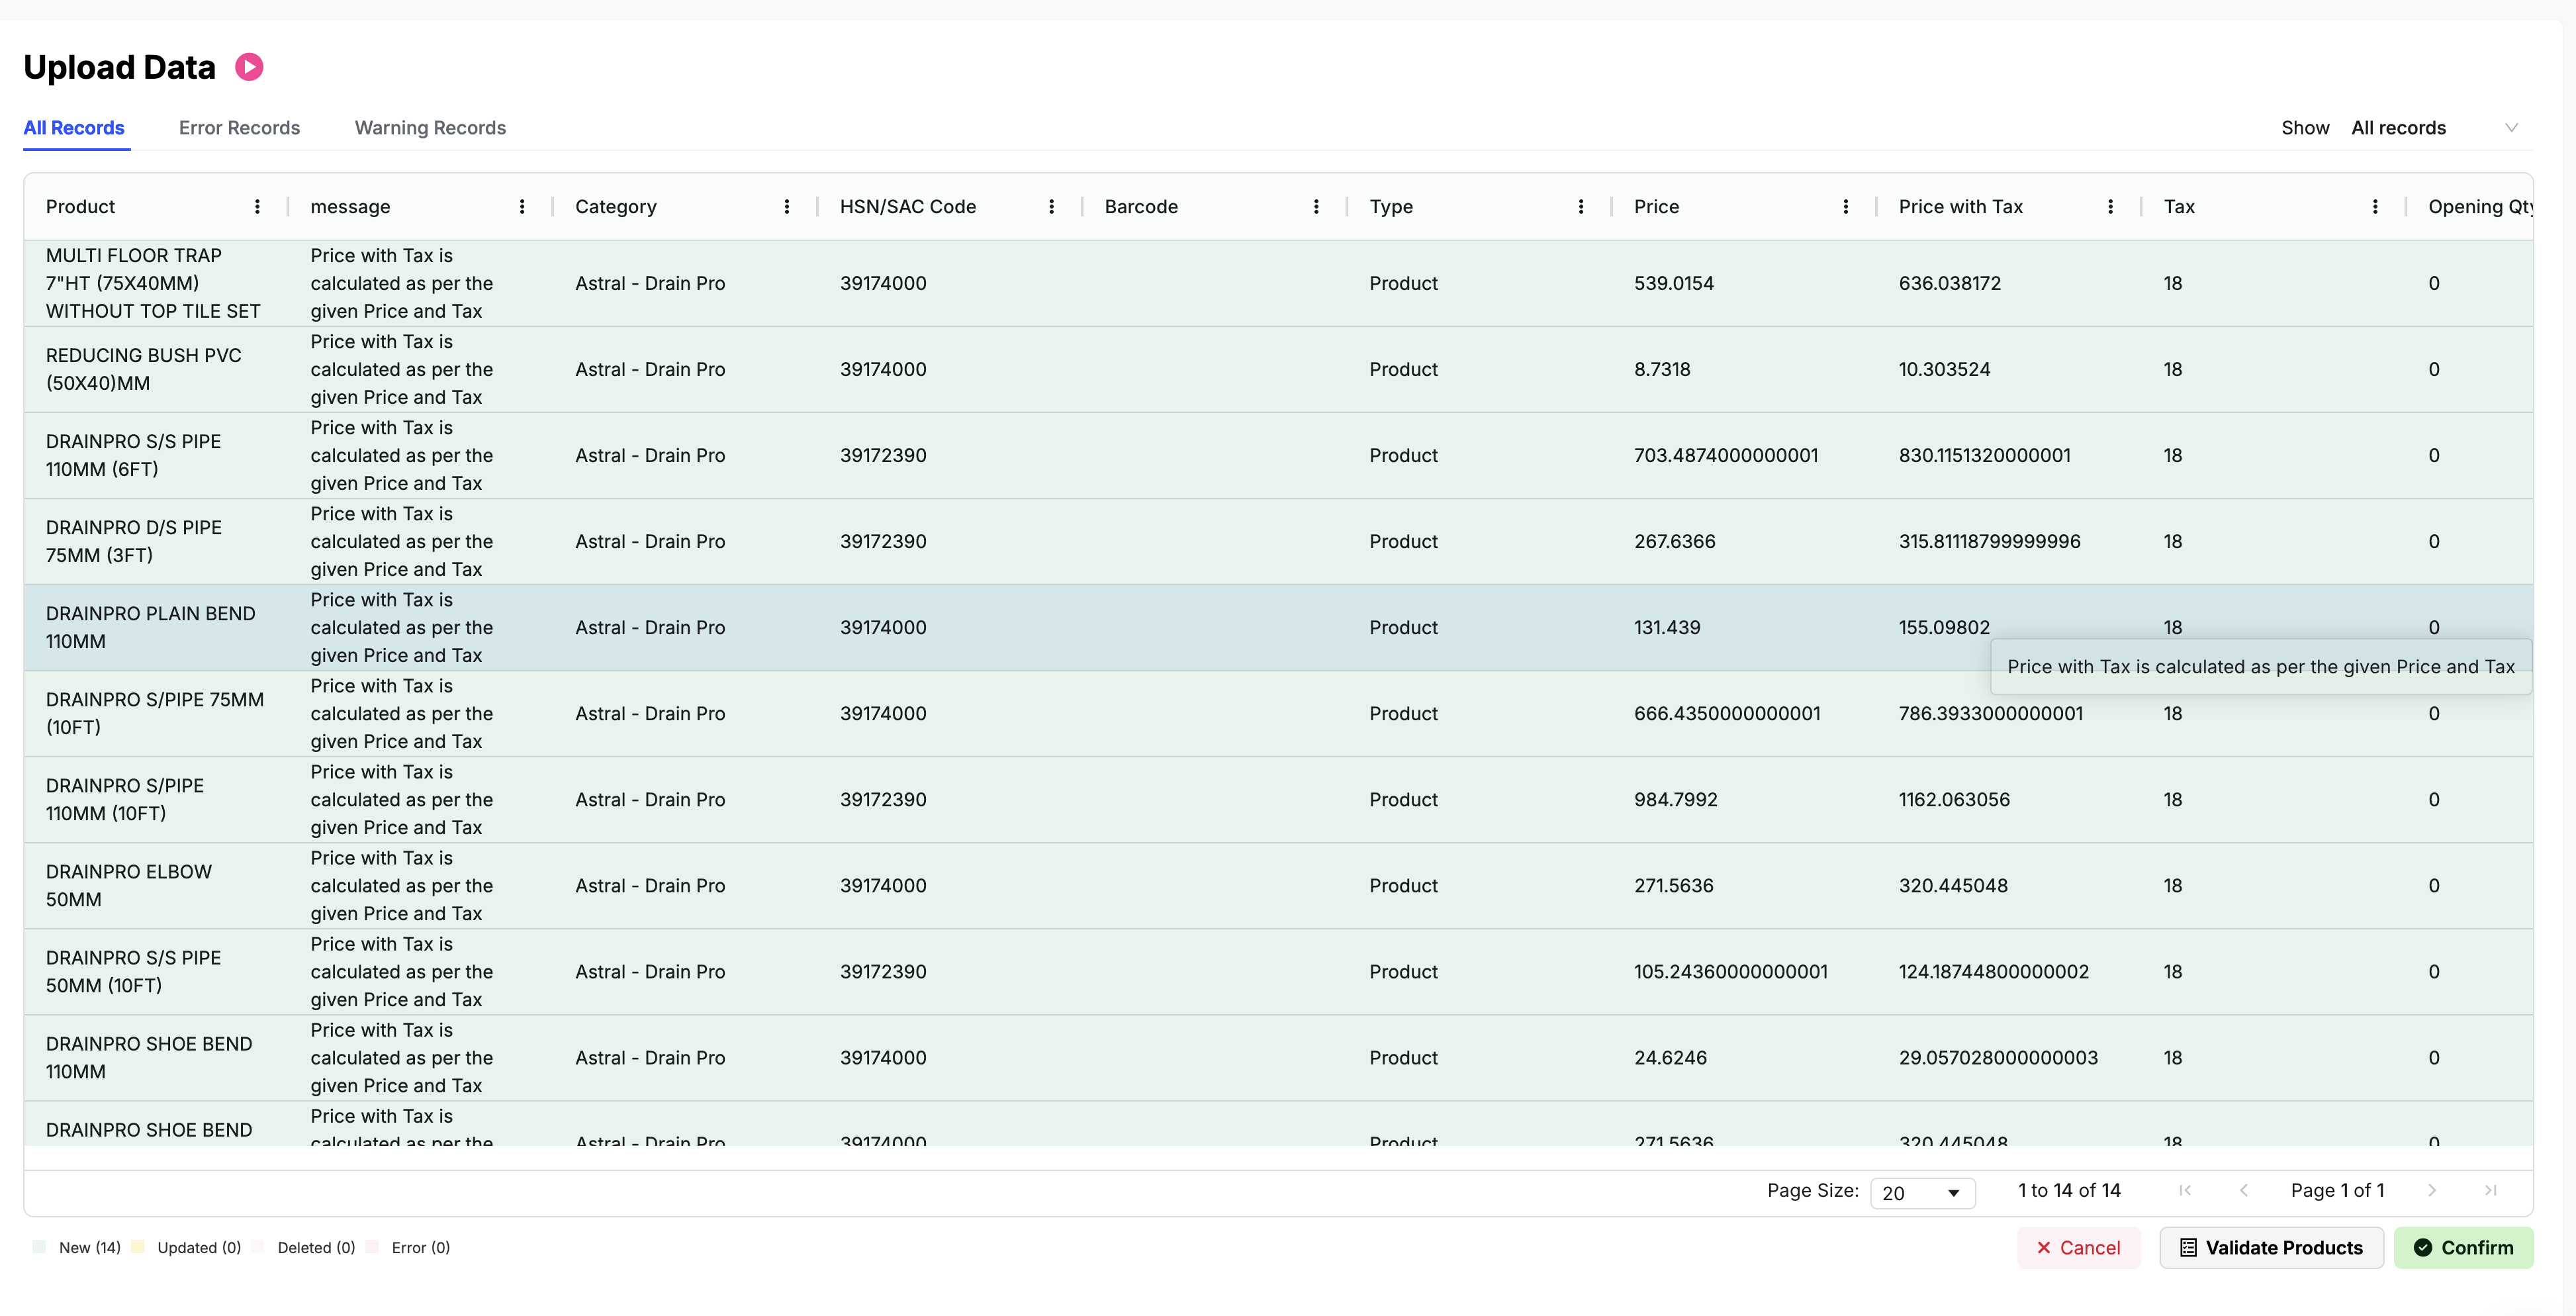 Upload Data
All Records Error Records Warning Records Show All records
Product message Category HSN/SAC Code Barcode Type Price Price with Tax Tax Opening Qty
MULTI FLOOR TRAP
7"HT (75X40MM)
WITHOUT TOP TILE SET
Price with Tax is
calculated as per the
given Price and Tax
Astral - Drain Pro 39174000 Product 539.0154 636.038172 18 0
REDUCING BUSH PVC
(50X40)MM
Price with Tax is
calculated as per the
given Price and Tax
Astral - Drain Pro 39174000 Product 8.7318 10.303524 18 0
DRAINPRO S/S PIPE
110MM (6FT)
Price with Tax is
calculated as per the
given Price and Tax
Astral - Drain Pro 39172390 Product 703.4874000000001 830.1151320000001 18 0
DRAINPRO D/S PIPE
75MM (3FT)
Price with Tax is
calculated as per the
given Price and Tax
Astral - Drain Pro 39172390 Product 267.6366 315.81118799999996 18 0
DRAINPRO PLAIN BEND
110MM
Price with Tax is
calculated as per the
given Price and Tax
Astral - Drain Pro 39174000 Product 131.439 155.09802 18 0
Price with Tax is calculated as per the given Price and Tax
DRAINPRO S/PIPE 75MM
(10FT)
Price with Tax is
calculated as per the
given Price and Tax
Astral - Drain Pro 39174000 Product 666.4350000000001 786.3933000000001 18 0
DRAINPRO S/PIPE
110MM (10FT)
Price with Tax is
calculated as per the
given Price and Tax
Astral - Drain Pro 39172390 Product 984.7992 1162.063056 18 0
DRAINPRO ELBOW
50MM
Price with Tax is
calculated as per the
given Price and Tax
Astral - Drain Pro 39174000 Product 271.5636 320.445048 18 0
DRAINPRO S/S PIPE
50MM (10FT)
Price with Tax is
calculated as per the
given Price and Tax
Astral - Drain Pro 39172390 Product 105.24360000000001 124.18744800000002 18 0
DRAINPRO SHOE BEND
110MM
Price with Tax is
calculated as per the
given Price and Tax
Astral - Drain Pro 39174000 Product 24.6246 29.057028000000003 18 0
DRAINPRO SHOE BEND
Price with Tax is
calculated as per the
Astral - Drain Pro 39174000 Product 271.5636 320.445048 18 0
Page Size: 20 1 to 14 of 14 Page 1 of 1
New (14) Updated (0) Deleted (0) Error (0) Cancel Validate Products Confirm